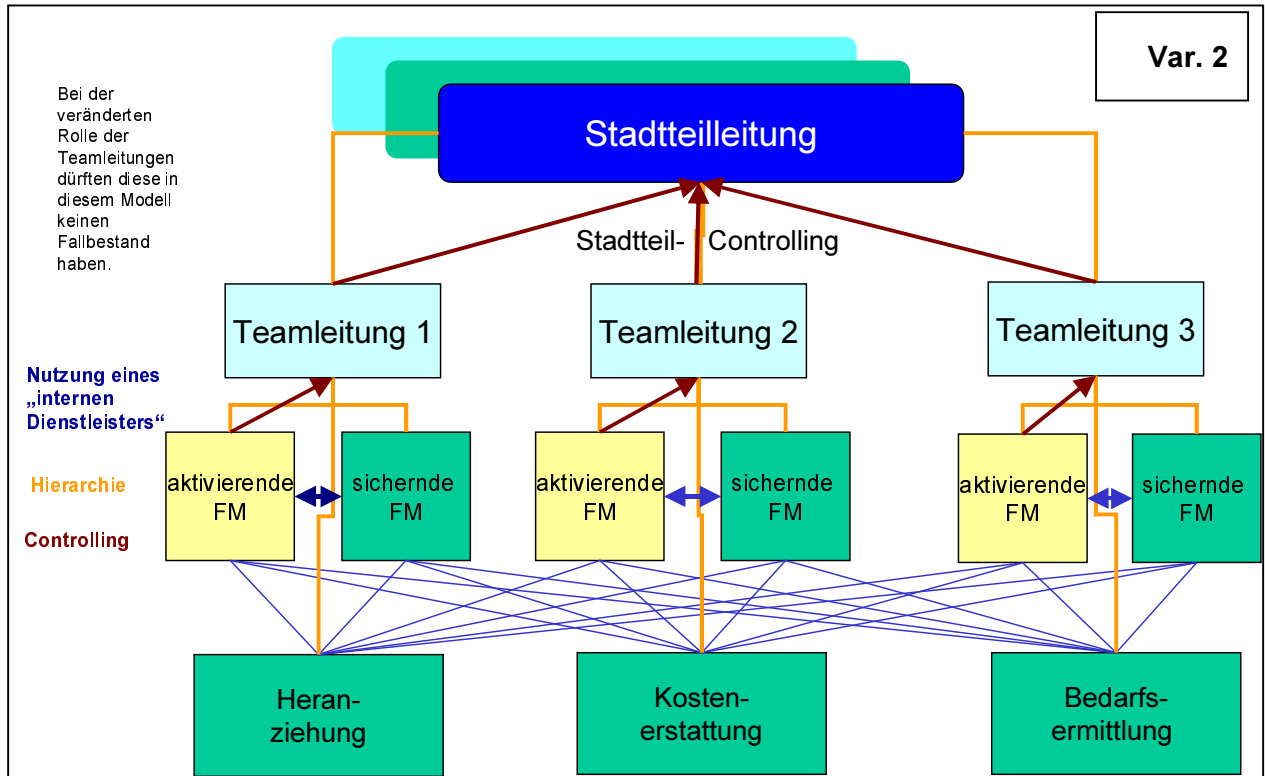 Var. 2
Bei der
veränderten
Rolle der
Teamleitungen
dürften diese in
diesem Modell
keinen
Fallbestand
haben.
Stadtteilleitung
Stadtteil- Controlling
Teamleitung 1
Teamleitung 2
Teamleitung 3
Nutzung eines
„internen
Dienstleisters“
Hierarchie
Controlling
aktivierende
FM
sichernde
FM
aktivierende
FM
sichernde
FM
aktivierende
FM
sichernde
FM
Heran-
ziehung
Kosten-
erstattung
Bedarfs-
ermittlung